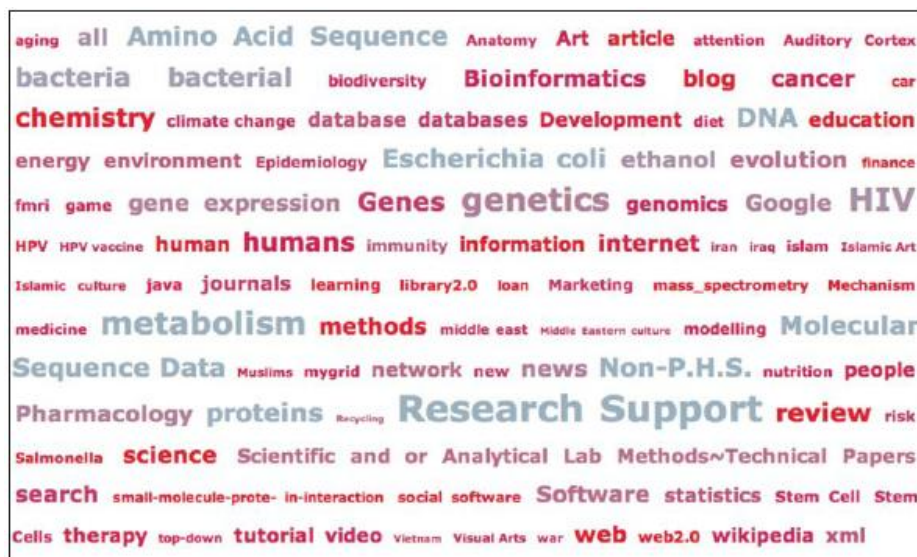 aging all Amino Acid Sequence Anatomy Art article attention Auditory Cortex
bacteria bacterial biodiversity Bioinformatics blog cancer car
chemistry climate change database databases Development diet DNA education
energy environment Epidemiology Escherichia coli ethanol evolution finance
fmri game gene expression Genes genetics genomics Google HIV
HPV HPV vaccine human humans immunity information internet iran iraq islam Islamic Art
Islamic culture java journals learning library2.0 loan Marketing mass_spectrometry Mechanism
medicine metabolism methods middle east Middle Eastern culture modelling Molecular
Sequence Data Muslims mygrid network new news Non-P.H.S. nutrition people
Pharmacology proteins Recycling Research Support review risk
Salmonella science Scientific and or Analytical Lab Methods~Technical Papers
search small-molecule-prote- in-interaction social software Software statistics Stem Cell Stem
Cells therapy top-down tutorial video Vietnam Visual Arts war web web2.0 wikipedia xml